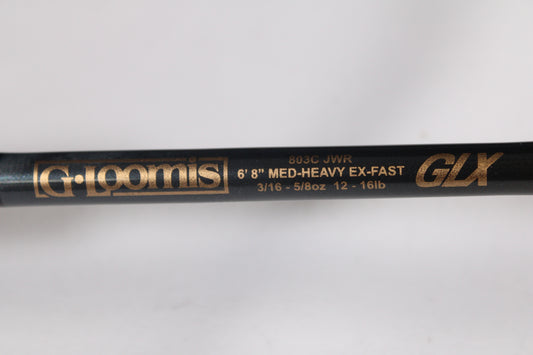 G·Loomis
803C JWR
6' 8" MED-HEAVY EX-FAST
3/16 - 5/8oz 12 - 16lb
GLX